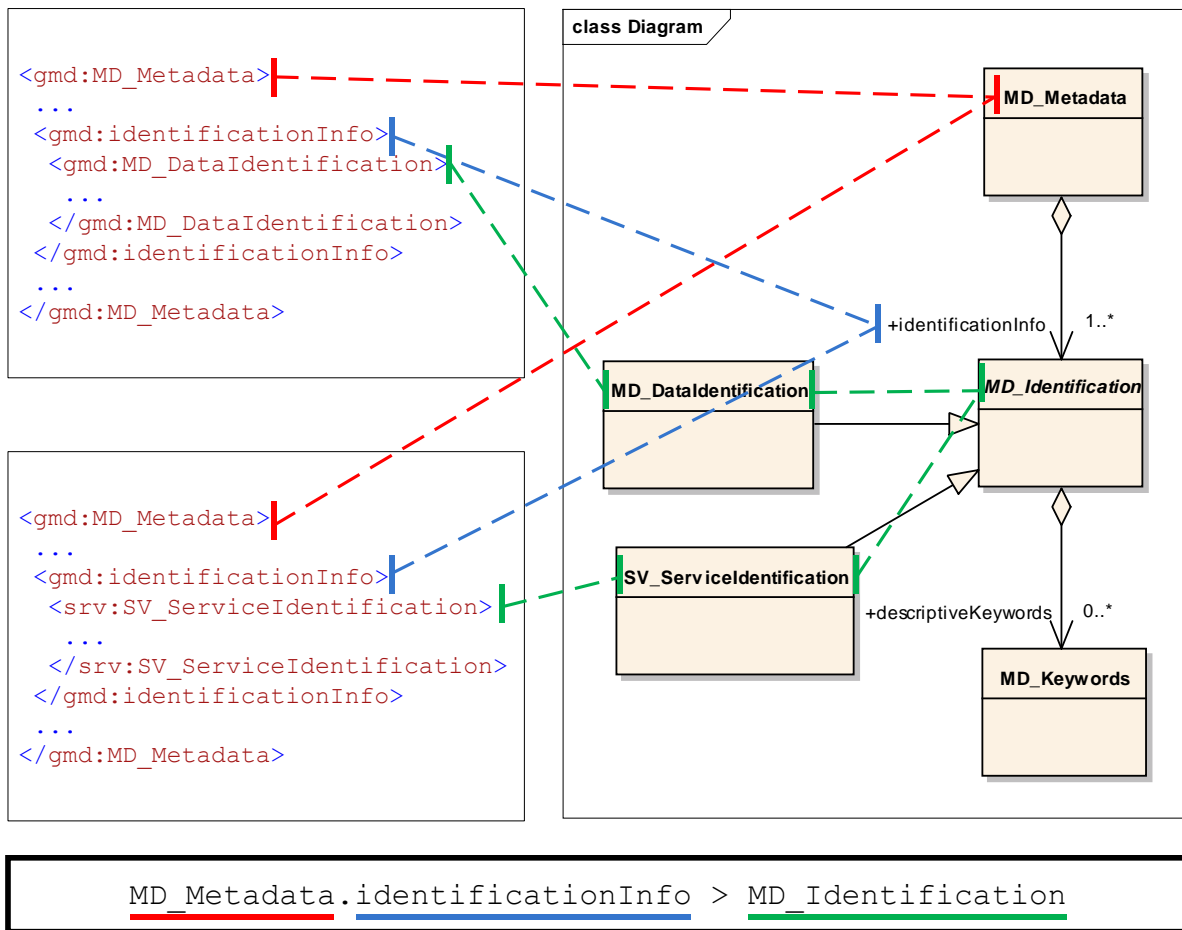 <gmd:MD_Metadata>
...
<gmd:identificationInfo>
<gmd:MD_DataIdentification>
...
</gmd:MD_DataIdentification>
</gmd:identificationInfo>
...
</gmd:MD_Metadata>
<gmd:MD_Metadata>
...
<gmd:identificationInfo>
<srv:SV_ServiceIdentification>
...
</srv:SV_ServiceIdentification>
</gmd:identificationInfo>
...
</gmd:MD_Metadata>
class Diagram
MD_Metadata
+identificationInfo 1..*
MD_DataIdentification
MD_Identification
SV_ServiceIdentification
+descriptiveKeywords 0..*
MD_Keywords
MD_Metadata.identificationInfo > MD_Identification